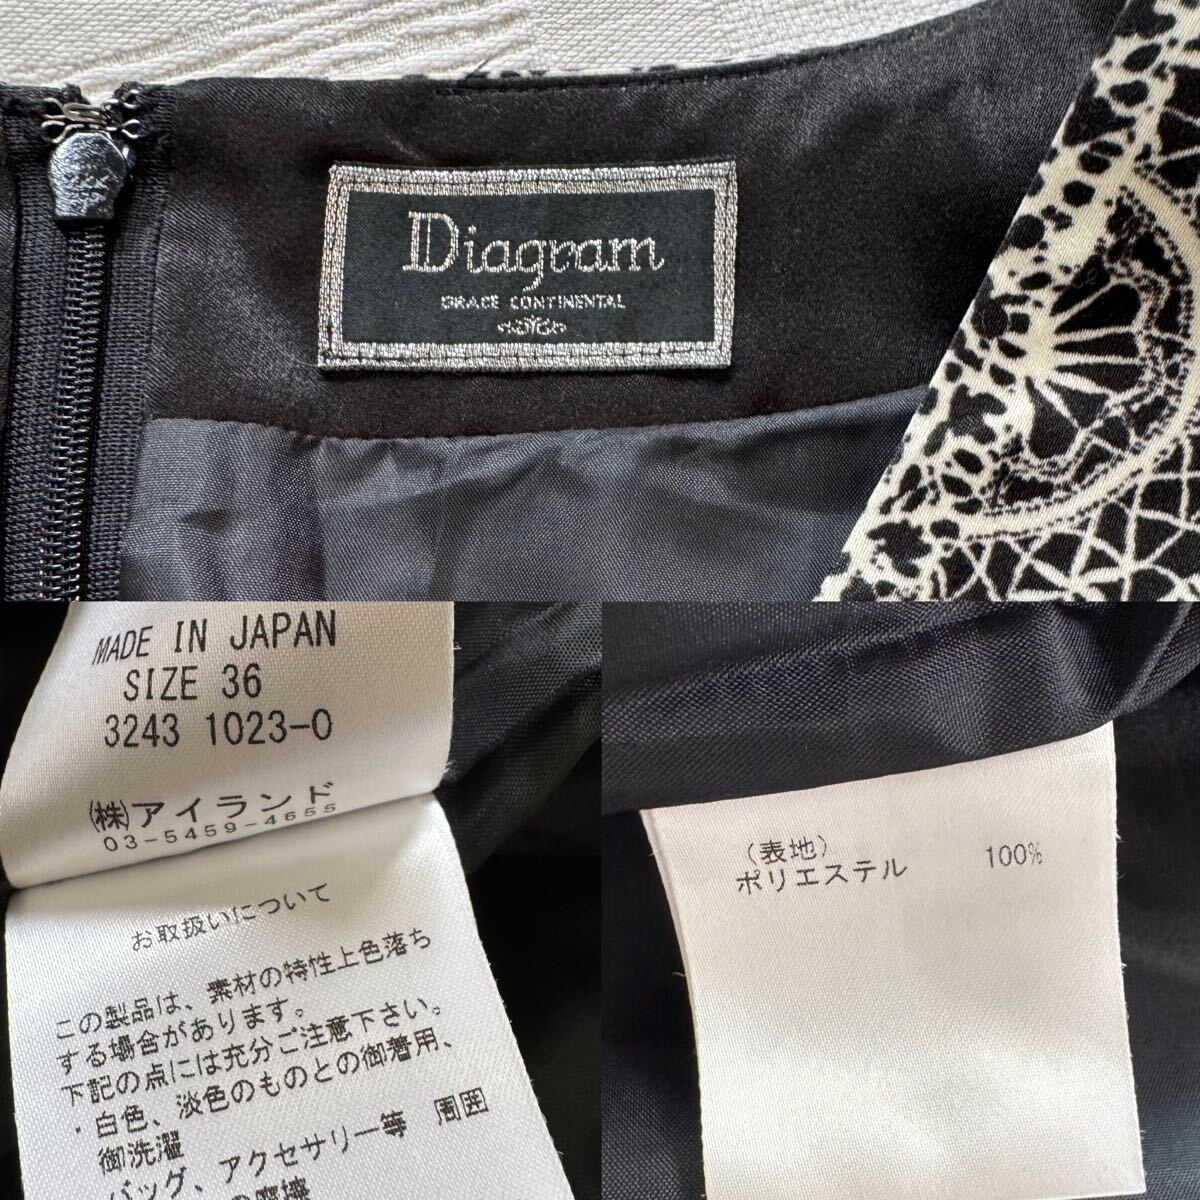 Diagram
GRACE CONTINENTAL
MADE IN JAPAN
SIZE 36
3243 1023-0
㈱アイランド
03-5459-4655
お取扱いについて
この製品は、素材の特性上色落ち
する場合があります。
下記の点には充分ご注意下さい。
・白色、淡色のものとの御着用、
御洗濯
バッグ、アクセサリー等 周囲
（表地）
ポリエステル 100%